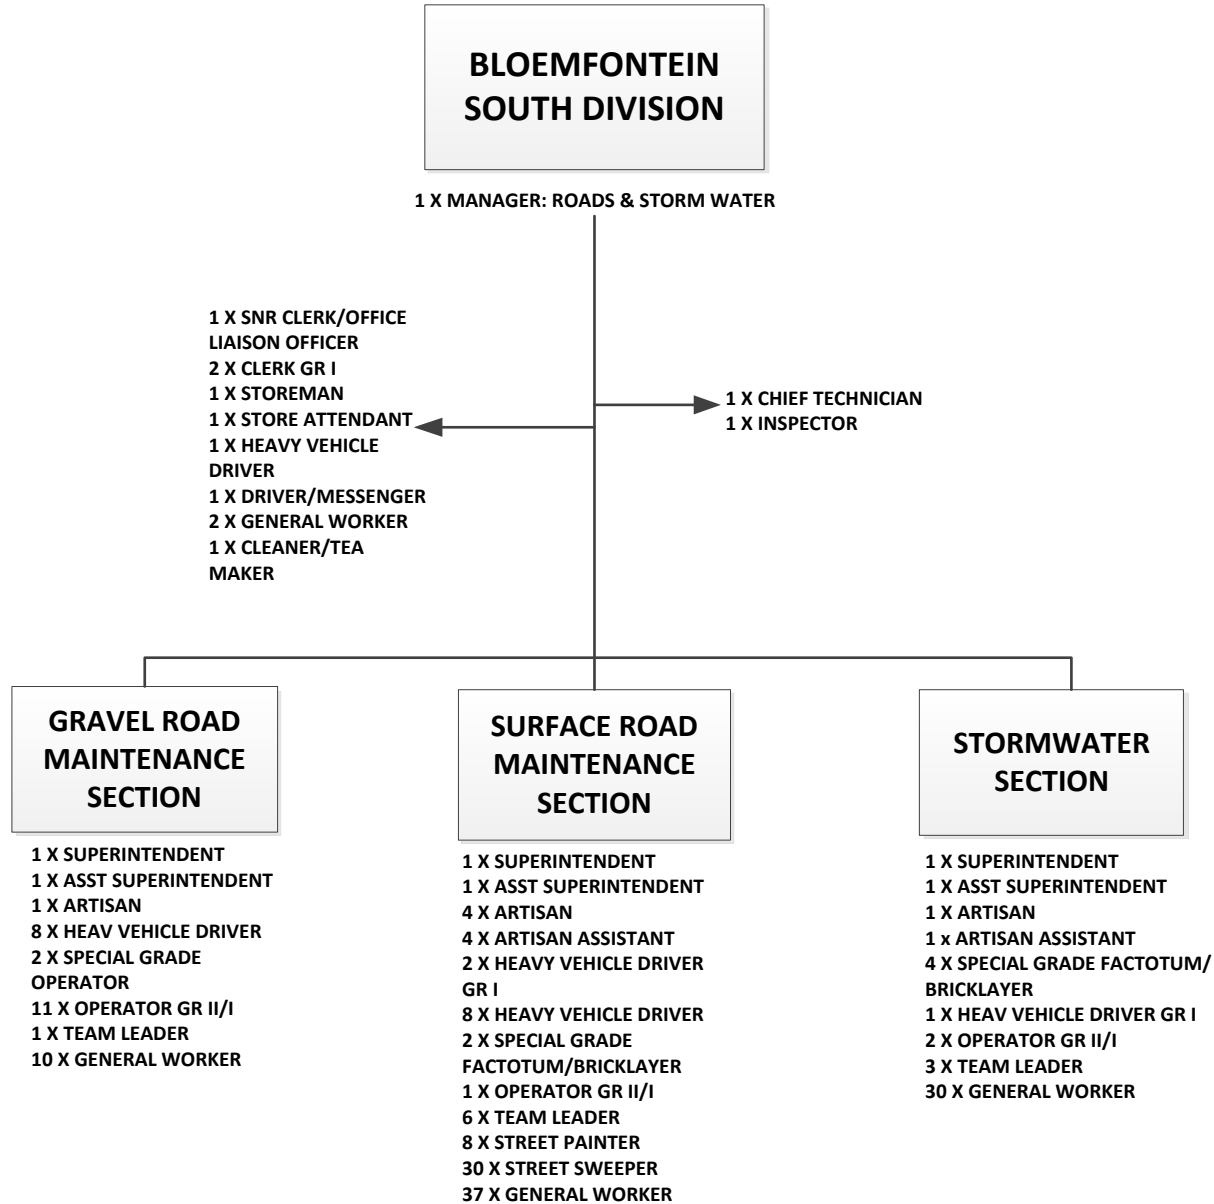 BLOEMFONTEIN
SOUTH DIVISION
1 X MANAGER: ROADS & STORM WATER
1 X SNR CLERK/OFFICE
LIAISON OFFICER
2 X CLERK GR I
1 X STOREMAN
1 X STORE ATTENDANT
1 X HEAVY VEHICLE
DRIVER
1 X DRIVER/MESSENGER
2 X GENERAL WORKER
1 X CLEANER/TEA
MAKER
1 X CHIEF TECHNICIAN
1 X INSPECTOR
GRAVEL ROAD
MAINTENANCE
SECTION
1 X SUPERINTENDENT
1 X ASST SUPERINTENDENT
1 X ARTISAN
8 X HEAV VEHICLE DRIVER
2 X SPECIAL GRADE
OPERATOR
11 X OPERATOR GR II/I
1 X TEAM LEADER
10 X GENERAL WORKER
SURFACE ROAD
MAINTENANCE
SECTION
1 X SUPERINTENDENT
1 X ASST SUPERINTENDENT
4 X ARTISAN
4 X ARTISAN ASSISTANT
2 X HEAVY VEHICLE DRIVER
GR I
8 X HEAVY VEHICLE DRIVER
2 X SPECIAL GRADE
FACTOTUM/BRICKLAYER
1 X OPERATOR GR II/I
6 X TEAM LEADER
8 X STREET PAINTER
30 X STREET SWEEPER
37 X GENERAL WORKER
STORMWATER
SECTION
1 X SUPERINTENDENT
1 X ASST SUPERINTENDENT
1 X ARTISAN
1 x ARTISAN ASSISTANT
4 X SPECIAL GRADE FACTOTUM/
BRICKLAYER
1 X HEAV VEHICLE DRIVER GR I
2 X OPERATOR GR II/I
3 X TEAM LEADER
30 X GENERAL WORKER